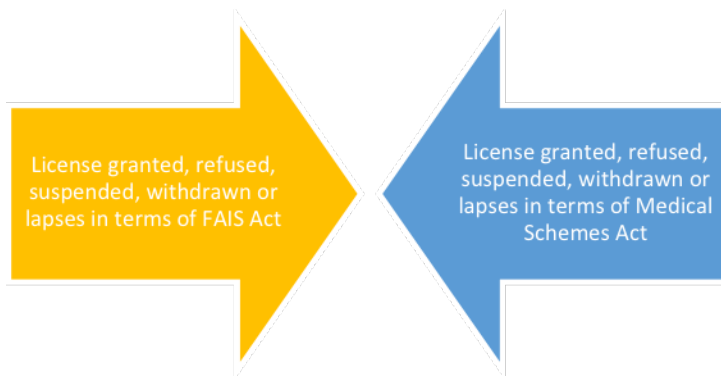 License granted, refused,
suspended, withdrawn or
lapses in terms of FAIS Act
License granted, refused,
suspended, withdrawn or
lapses in terms of Medical
Schemes Act